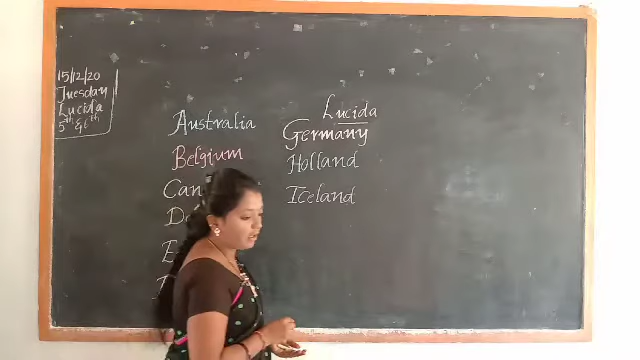 15/12/20
Tuesday
Lucida
5th & 6th
Lucida
Australia
Belgium
Germany
Holland
Iceland